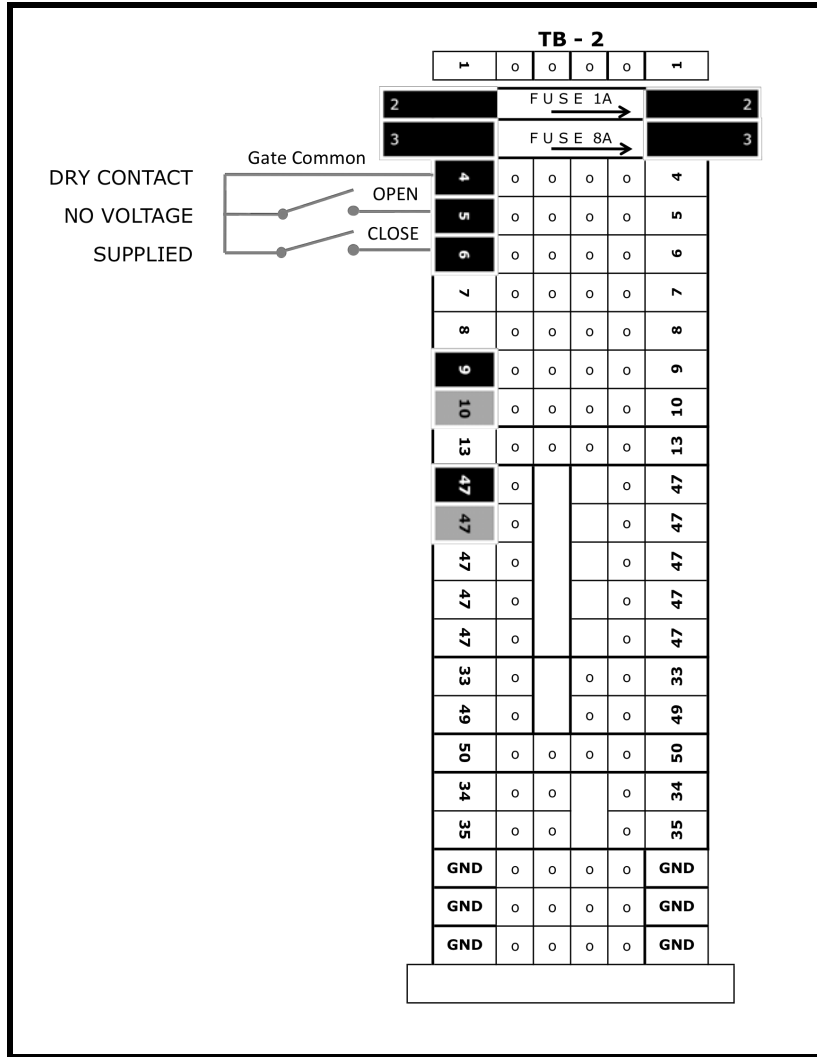 TB - 2
1 o o o o 1
2 FUSE 1A 2
3 FUSE 8A 3
Gate Common
DRY CONTACT 4 o o o o 4
OPEN
NO VOLTAGE 5 o o o o 5
CLOSE
SUPPLIED 6 o o o o 6
7 o o o o 7
8 o o o o 8
9 o o o o 9
10 o o o o 10
13 o o o o 13
47 o o 47
47 o o 47
47 o o 47
47 o o 47
47 o o 47
33 o o o 33
49 o o o 49
50 o o o o 50
34 o o o 34
35 o o o 35
GND o o o o GND
GND o o o o GND
GND o o o o GND